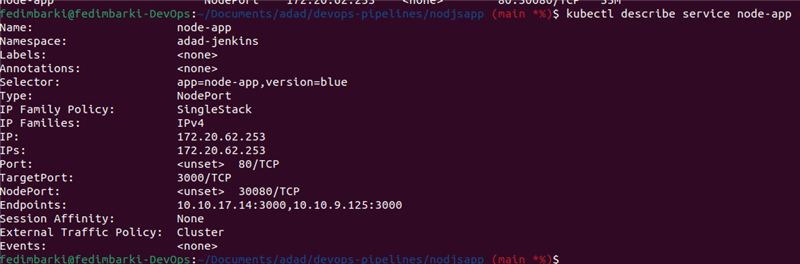 node-app NodePort 172.20.62.253 <none> 80:30080/TCP 35m
fedimbarki@fedimbarki-DevOps:~/Documents/adad/devops-pipelines/nodjsapp (main *%)$ kubectl describe service node-app
Name: node-app
Namespace: adad-jenkins
Labels: <none>
Annotations: <none>
Selector: app=node-app,version=blue
Type: NodePort
IP Family Policy: SingleStack
IP Families: IPv4
IP: 172.20.62.253
IPs: 172.20.62.253
Port: <unset> 80/TCP
TargetPort: 3000/TCP
NodePort: <unset> 30080/TCP
Endpoints: 10.10.17.14:3000,10.10.9.125:3000
Session Affinity: None
External Traffic Policy: Cluster
Events: <none>
fedimbarki@fedimbarki-DevOps:~/Documents/adad/devops-pipelines/nodjsapp (main *%)$